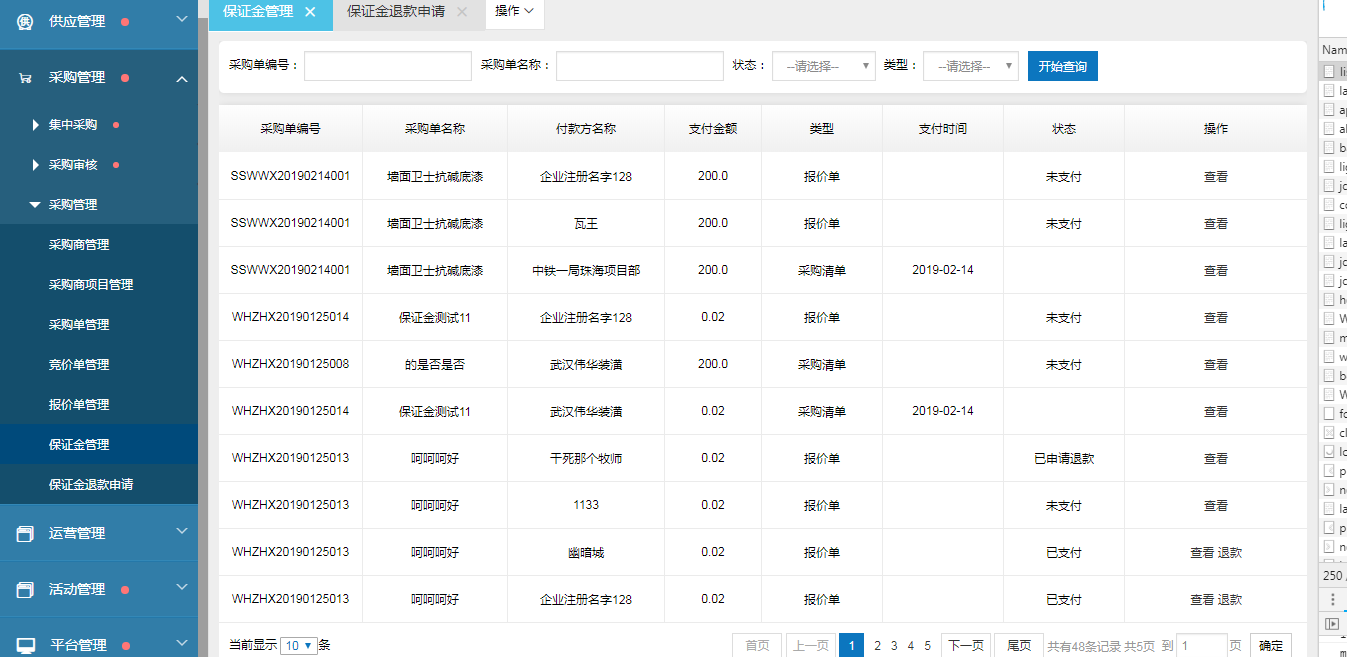 供应管理
采购管理
集中采购
采购审核
采购管理
采购商管理
采购商项目管理
采购单管理
竞价单管理
报价单管理
保证金管理
保证金退款申请
运营管理
活动管理
平台管理
保证金管理 保证金退款申请 操作
采购单编号： 采购单名称： 状态： --请选择-- 类型： --请选择-- 开始查询
采购单编号 采购单名称 付款方名称 支付金额 类型 支付时间 状态 操作
SSWWX20190214001 墙面卫士抗碱底漆 企业注册名字128 200.0 报价单 未支付 查看
SSWWX20190214001 墙面卫士抗碱底漆 瓦王 200.0 报价单 未支付 查看
SSWWX20190214001 墙面卫士抗碱底漆 中铁一局珠海项目部 200.0 采购清单 2019-02-14 查看
WHZHX20190125014 保证金测试11 企业注册名字128 0.02 报价单 未支付 查看
WHZHX20190125008 的是否是否 武汉伟华装潢 200.0 采购清单 未支付 查看
WHZHX20190125014 保证金测试11 武汉伟华装潢 0.02 采购清单 2019-02-14 查看
WHZHX20190125013 呵呵呵好 干死那个牧师 0.02 报价单 已申请退款 查看
WHZHX20190125013 呵呵呵好 1133 0.02 报价单 未支付 查看
WHZHX20190125013 呵呵呵好 幽暗城 0.02 报价单 已支付 查看 退款
WHZHX20190125013 呵呵呵好 企业注册名字128 0.02 报价单 已支付 查看 退款
当前显示 10 条 首页 上一页 1 2 3 4 5 下一页 尾页 共有48条记录 共5页 到 1 页 确定
Nam
250